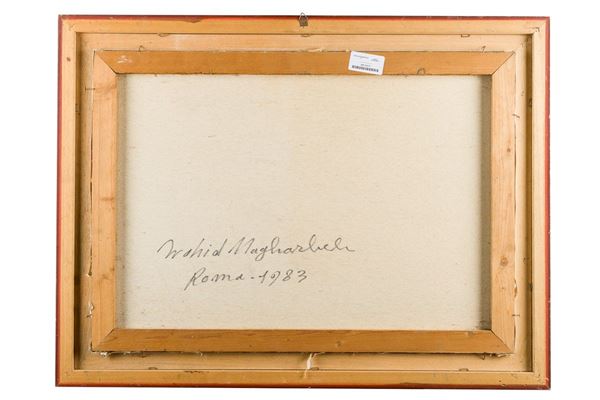 Wahid Magharbeh
Roma - 1983